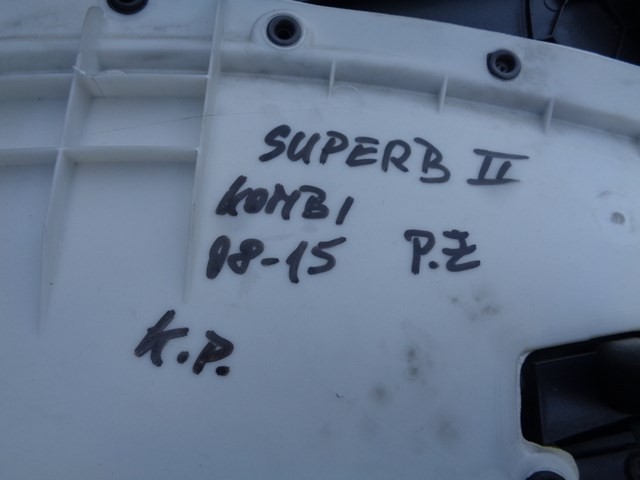 SUPERB II
KOMBI
08-15 P.Z
K.P.